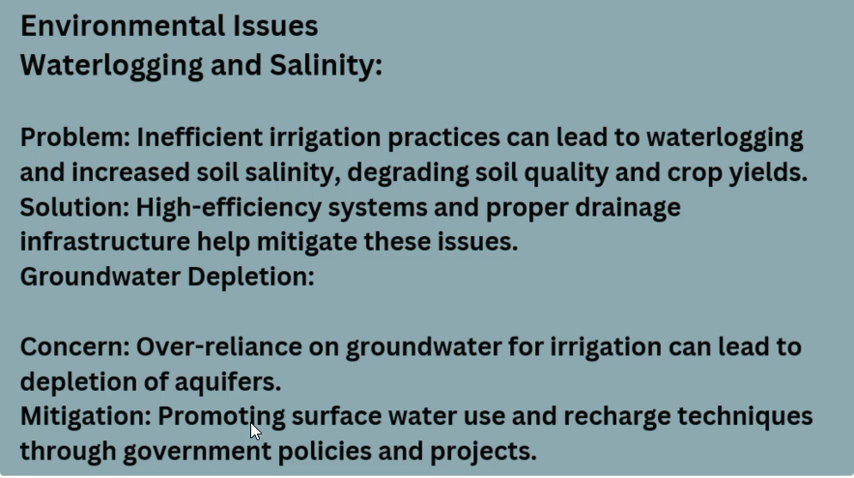 Environmental Issues
Waterlogging and Salinity:
Problem: Inefficient irrigation practices can lead to waterlogging
and increased soil salinity, degrading soil quality and crop yields.
Solution: High-efficiency systems and proper drainage
infrastructure help mitigate these issues.
Groundwater Depletion:
Concern: Over-reliance on groundwater for irrigation can lead to
depletion of aquifers.
Mitigation: Promoting surface water use and recharge techniques
through government policies and projects.